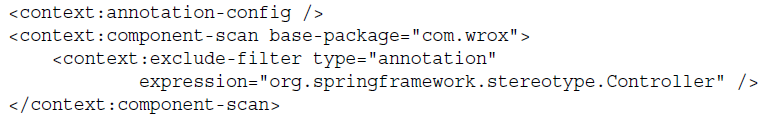 <context:annotation-config />
<context:component-scan base-package="com.wrox">
    <context:exclude-filter type="annotation"
            expression="org.springframework.stereotype.Controller" />
</context:component-scan>